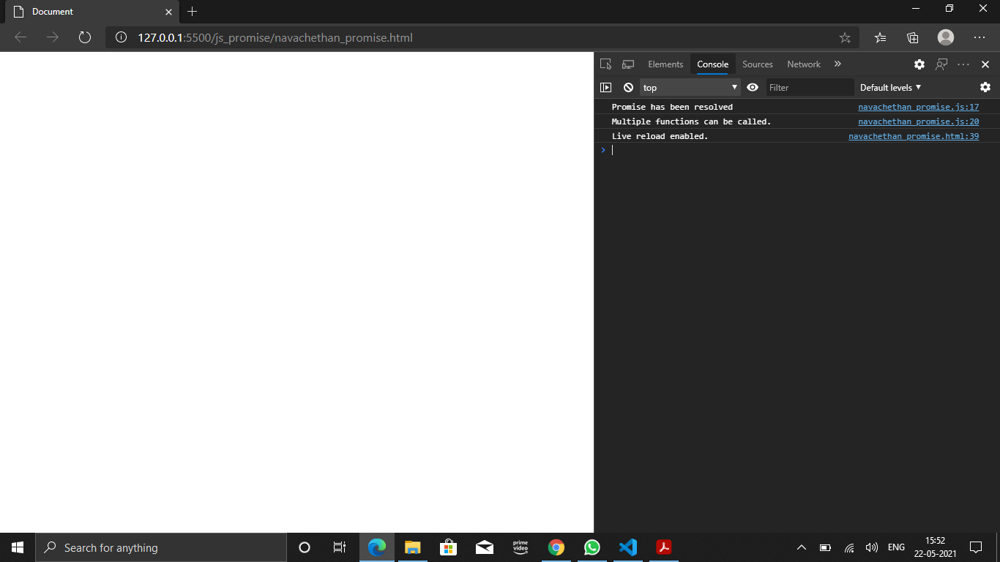 Document
127.0.0.1:5500/js_promise/navachethan_promise.html
Elements Console Sources Network
top Filter Default levels
Promise has been resolved navachethan_promise.js:17
Multiple functions can be called. navachethan_promise.js:20
Live reload enabled. navachethan_promise.html:39
Search for anything
prime video
ENG
15:52
22-05-2021